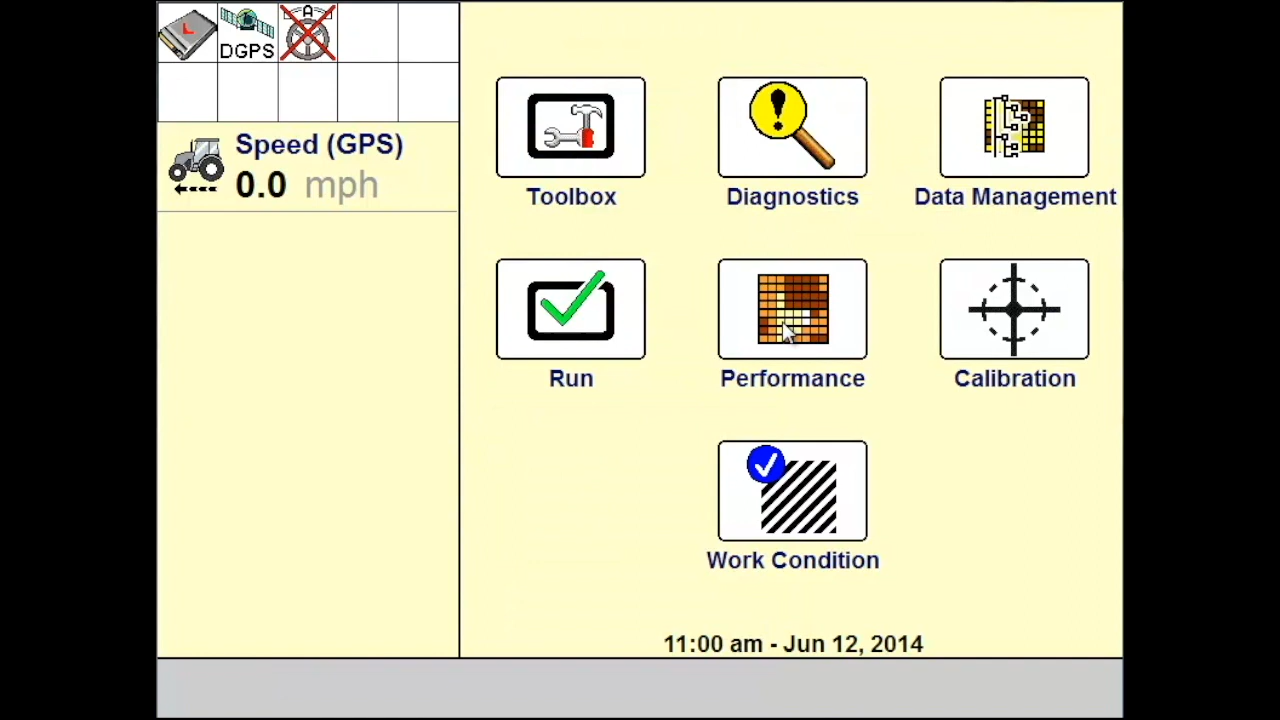 L
DGPS
A
Speed (GPS)
0.0 mph
Toolbox
Diagnostics
Data Management
Run
Performance
Calibration
Work Condition
11:00 am - Jun 12, 2014